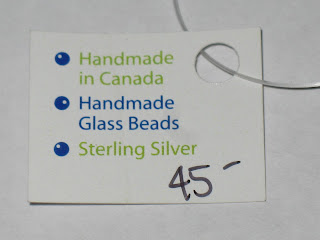 Handmade
in Canada
Handmade
Glass Beads
Sterling Silver
45-